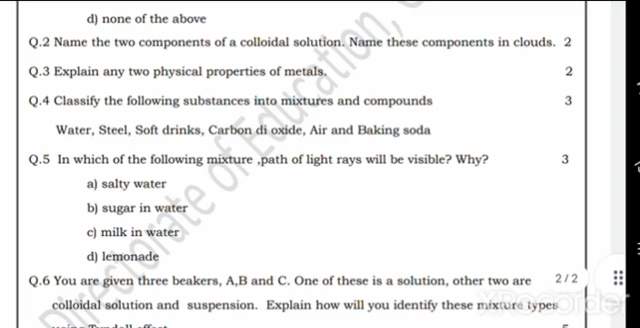 d) none of the above
Q.2 Name the two components of a colloidal solution. Name these components in clouds. 2
Q.3 Explain any two physical properties of metals. 2
Q.4 Classify the following substances into mixtures and compounds 3
Water, Steel, Soft drinks, Carbon di oxide, Air and Baking soda
Q.5 In which of the following mixture ,path of light rays will be visible? Why? 3
a) salty water
b) sugar in water
c) milk in water
d) lemonade
Q.6 You are given three beakers, A,B and C. One of these is a solution, other two are 2/2
colloidal solution and suspension. Explain how will you identify these mixture types
Directorate of Education,
XRecorder